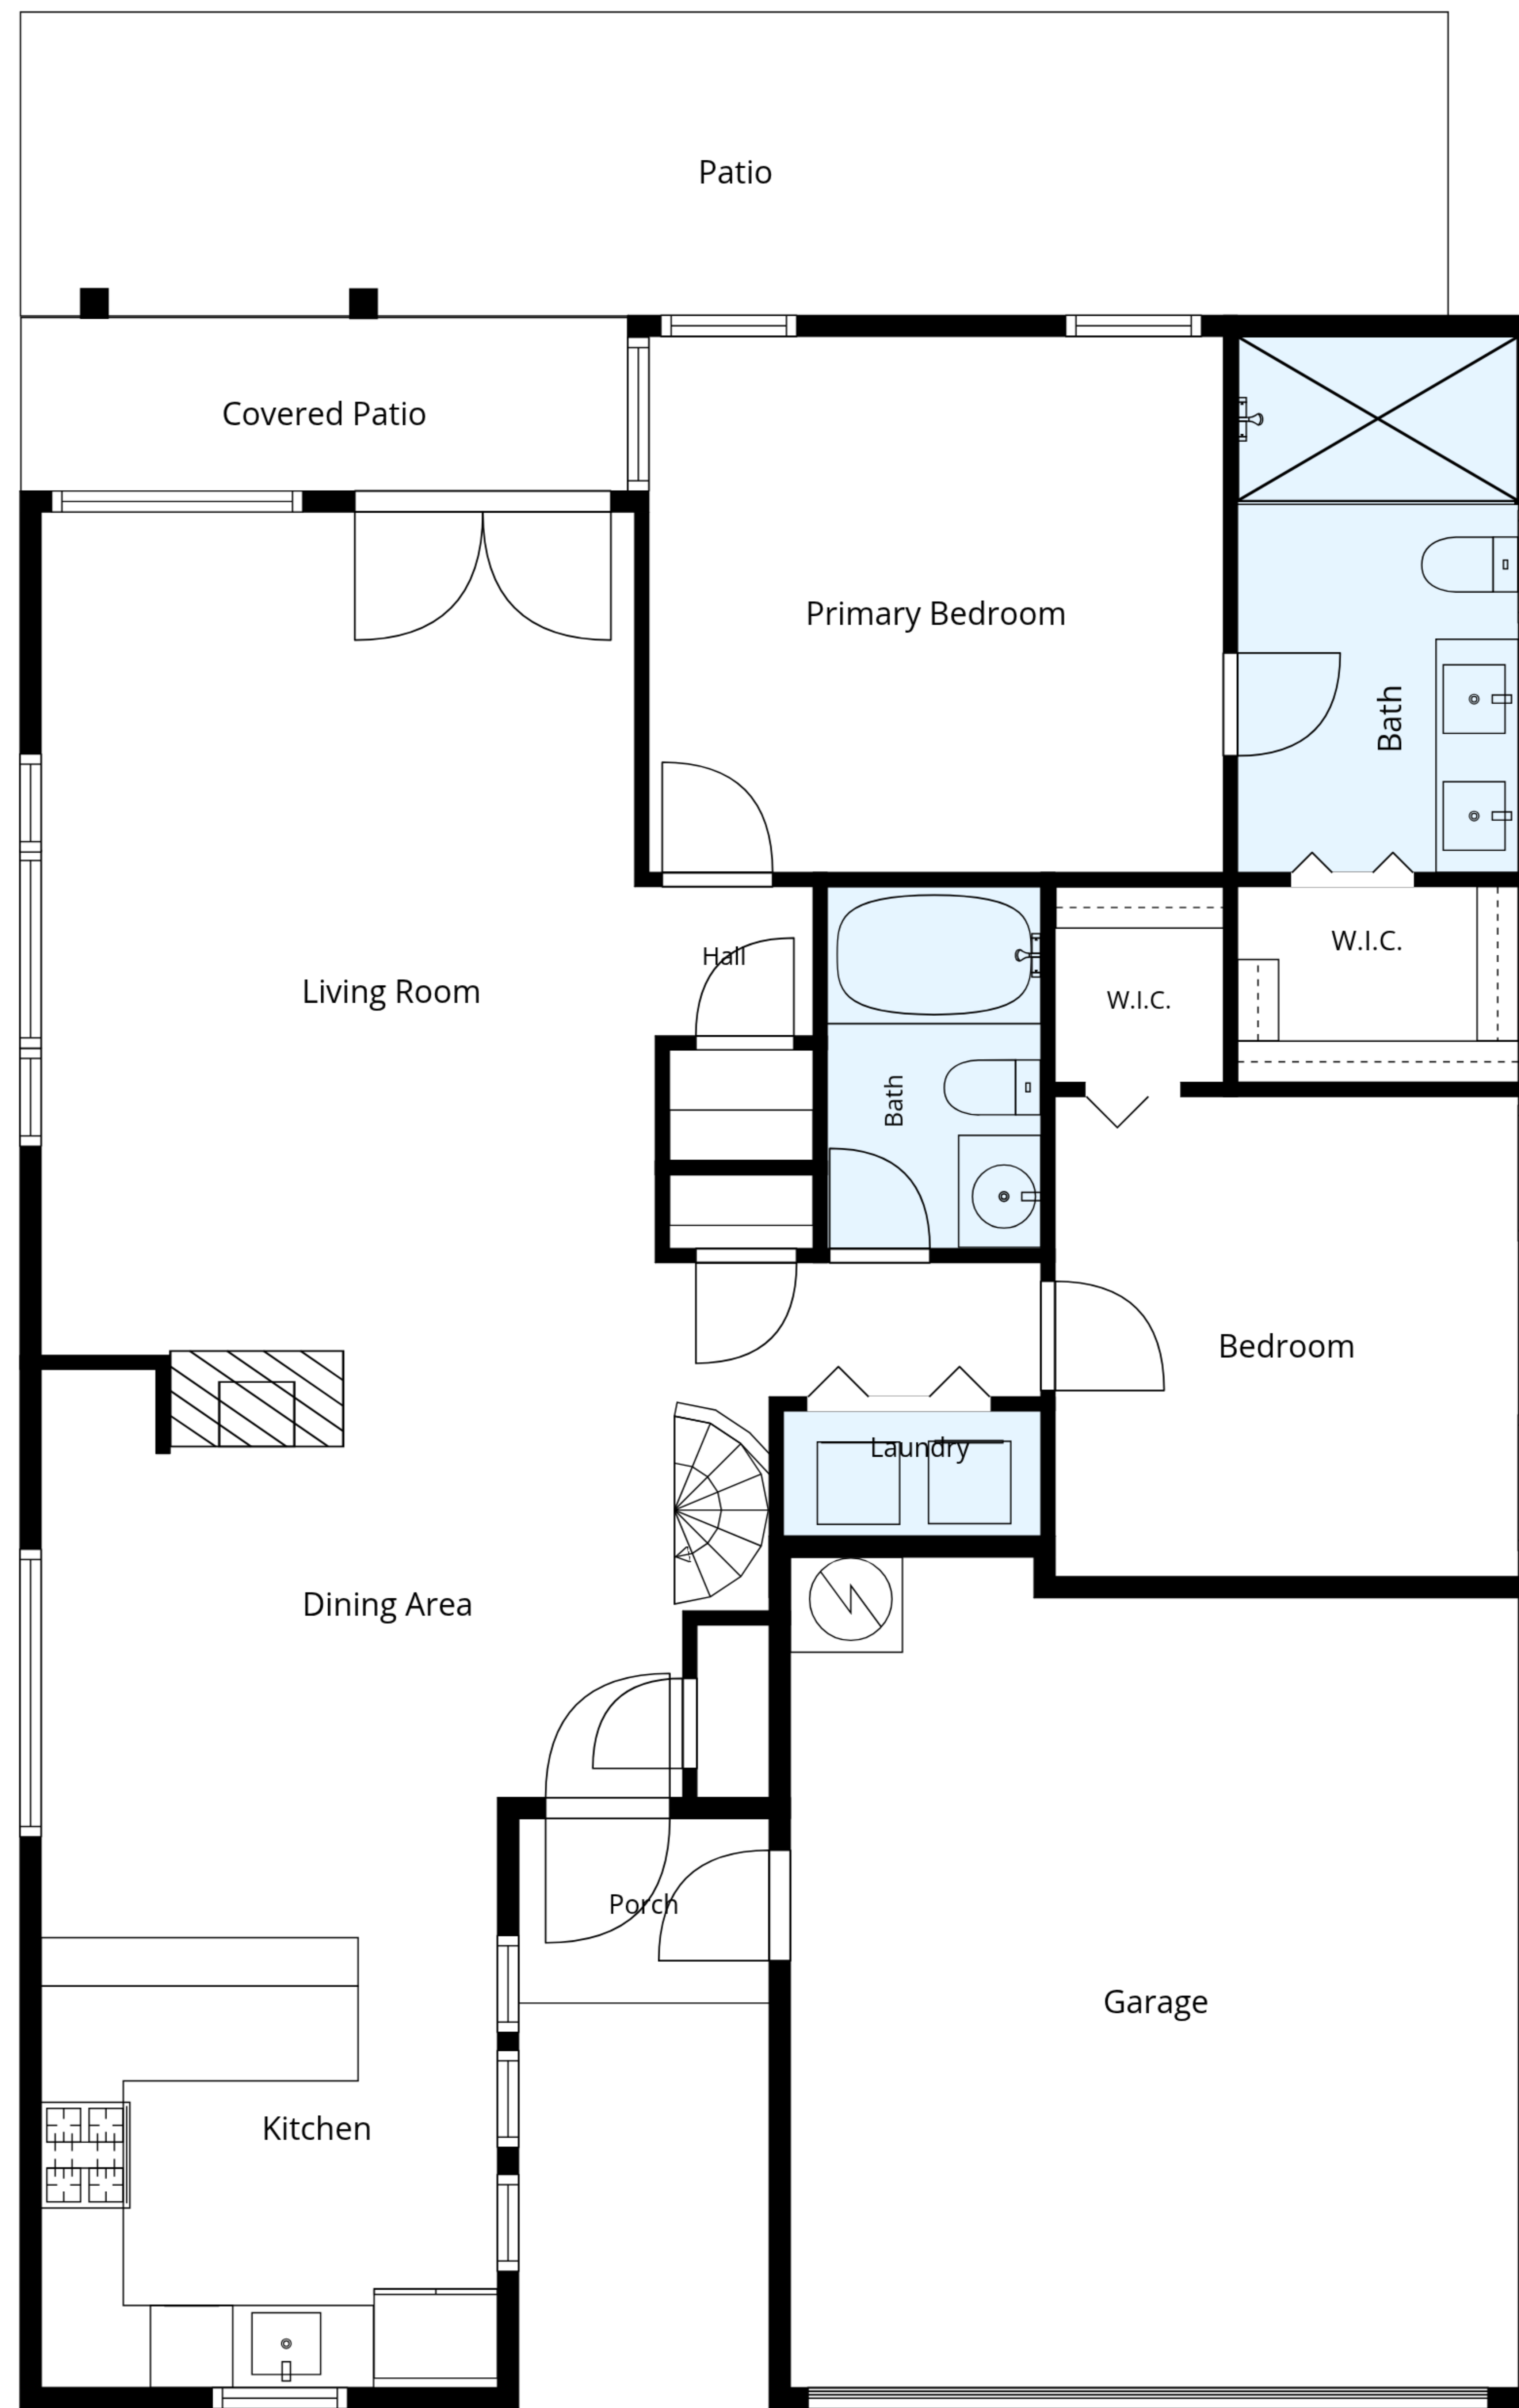 Patio
Covered Patio
Primary Bedroom
Bath
W.I.C.
Hall
Living Room
W.I.C.
Bath
Bedroom
Laundry
Dining Area
Porch
Garage
Kitchen